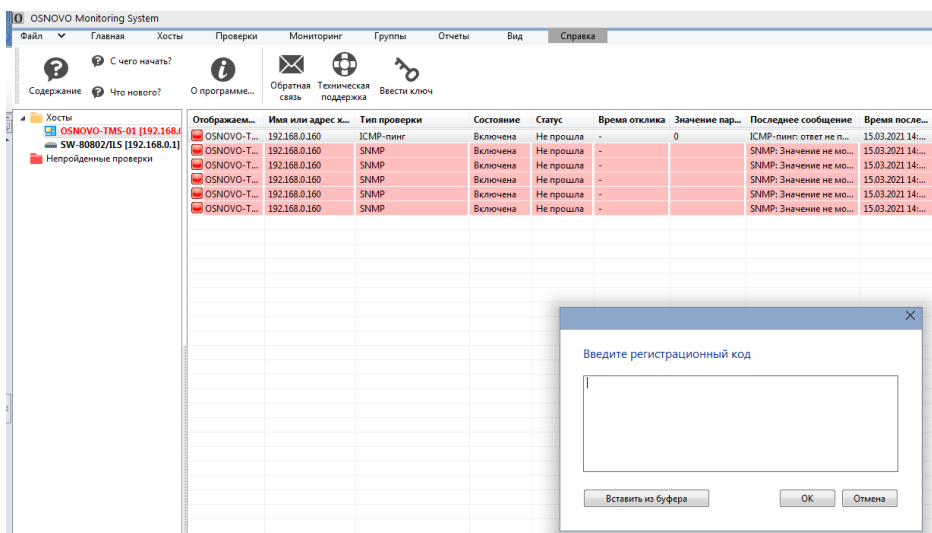 OSNOVO Monitoring System
Файл Главная Хосты Проверки Мониторинг Группы Отчеты Вид Справка
Содержание
С чего начать?
Что нового?
О программе...
Обратная связь
Техническая поддержка
Ввести ключ
Хосты
OSNOVO-TMS-01 [192.168.0
SW-80802/ILS [192.168.0.1]
Непройденные проверки
Отображаем... Имя или адрес х... Тип проверки Состояние Статус Время отклика Значение пар... Последнее сообщение Время после...
OSNOVO-T... 192.168.0.160 ICMP-пинг Включена Не прошла - 0 ICMP-пинг: ответ не п... 15.03.2021 14:...
OSNOVO-T... 192.168.0.160 SNMP Включена Не прошла - SNMP: Значение не мо... 15.03.2021 14:...
OSNOVO-T... 192.168.0.160 SNMP Включена Не прошла - SNMP: Значение не мо... 15.03.2021 14:...
OSNOVO-T... 192.168.0.160 SNMP Включена Не прошла - SNMP: Значение не мо... 15.03.2021 14:...
OSNOVO-T... 192.168.0.160 SNMP Включена Не прошла - SNMP: Значение не мо... 15.03.2021 14:...
OSNOVO-T... 192.168.0.160 SNMP Включена Не прошла - SNMP: Значение не мо... 15.03.2021 14:...
Введите регистрационный код
Вставить из буфера OK Отмена